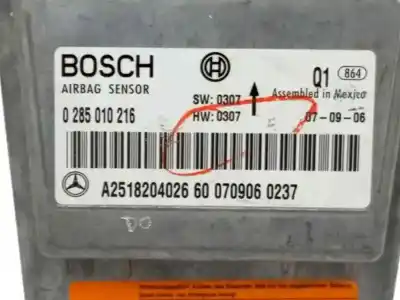 BOSCH
Q1 864
AIRBAG SENSOR
SW: 0307
Assembled in Mexico
0 285 010 216
HW: 0307
07-09-06
A2518204026 60 070906 0237
DO